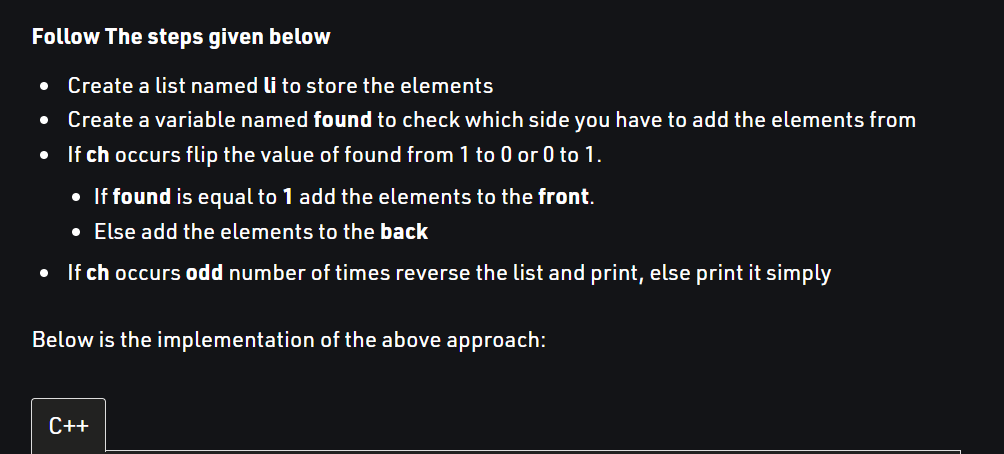 Follow The steps given below
Create a list named li to store the elements
Create a variable named found to check which side you have to add the elements from
If ch occurs flip the value of found from 1 to 0 or 0 to 1.
If found is equal to 1 add the elements to the front.
Else add the elements to the back
If ch occurs odd number of times reverse the list and print, else print it simply
Below is the implementation of the above approach:
C++